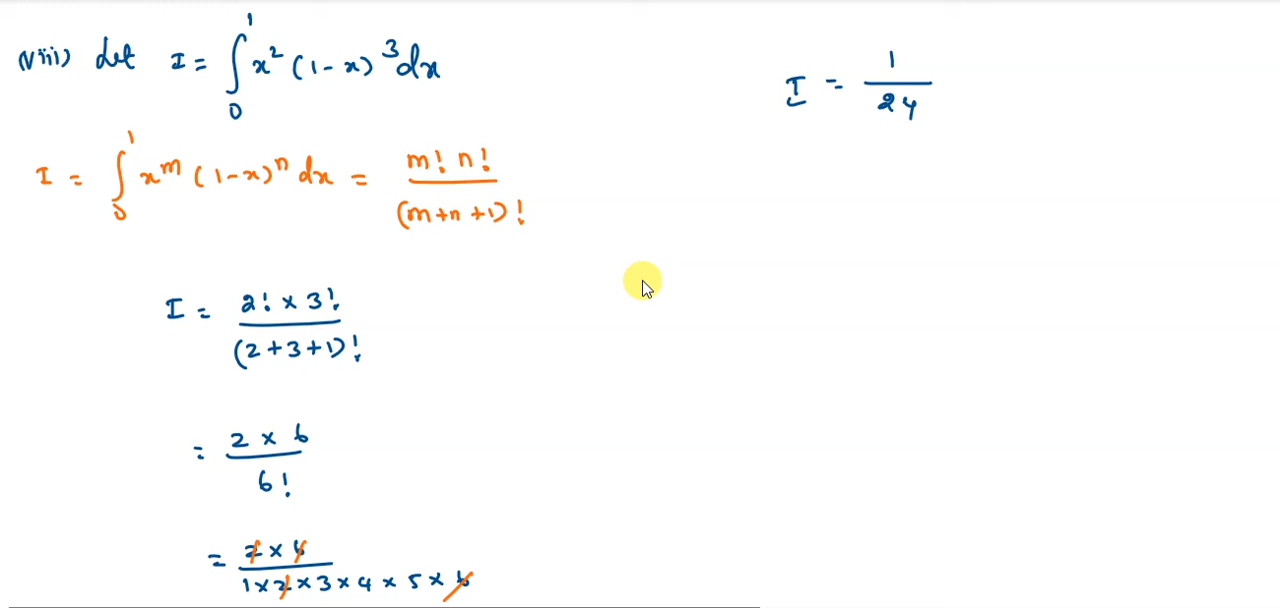 (viii) Let I = ∫₀¹ x² (1-x)³ dx
I = ∫₀¹ xᵐ (1-x)ⁿ dx = m! n! / (m+n+1)!
I = 2! × 3! / (2+3+1)!
= 2 × 6 / 6!
= 2 × 6 / 1×2×3×4×5×6
I = 1 / 24